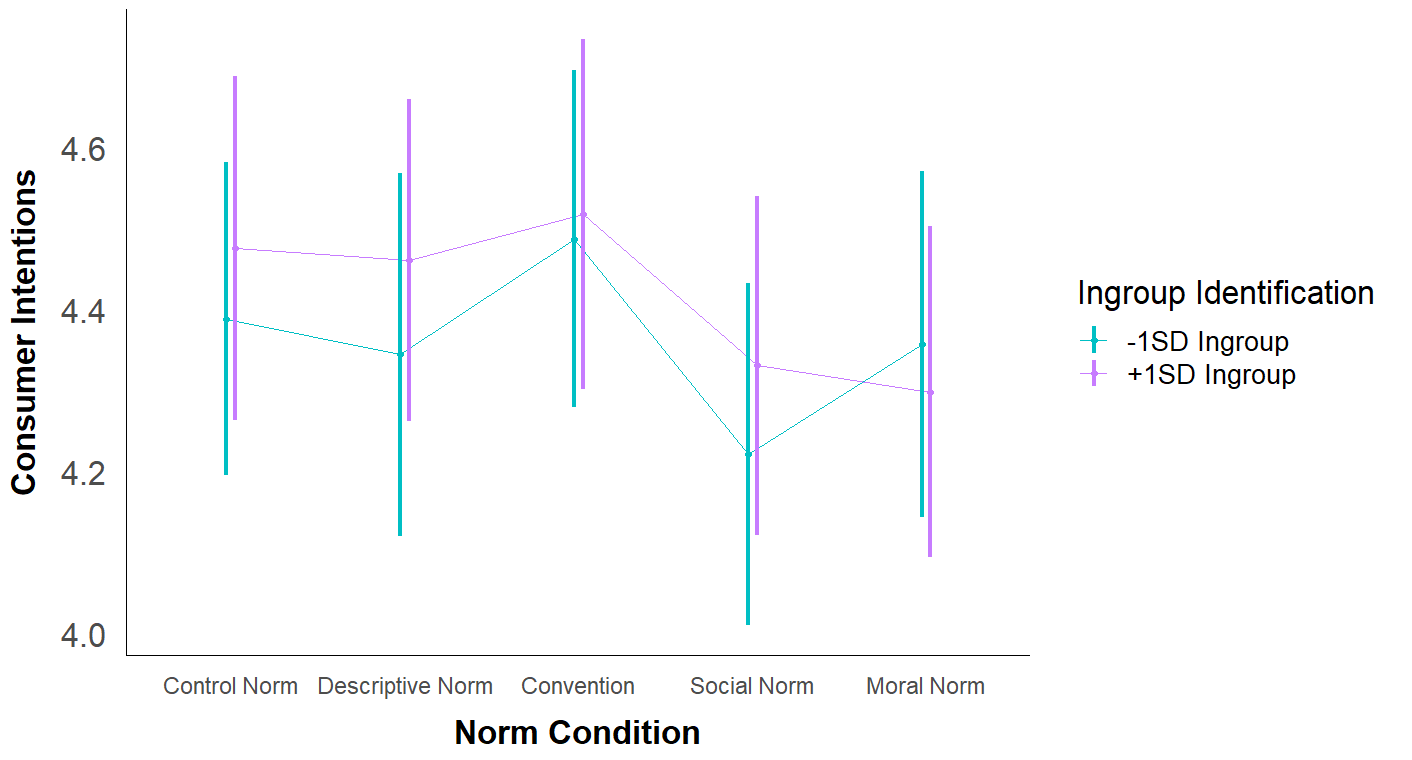 Consumer Intentions
4.6
4.4
4.2
4.0
Control Norm Descriptive Norm Convention Social Norm Moral Norm
Norm Condition
Ingroup Identification
-1SD Ingroup
+1SD Ingroup